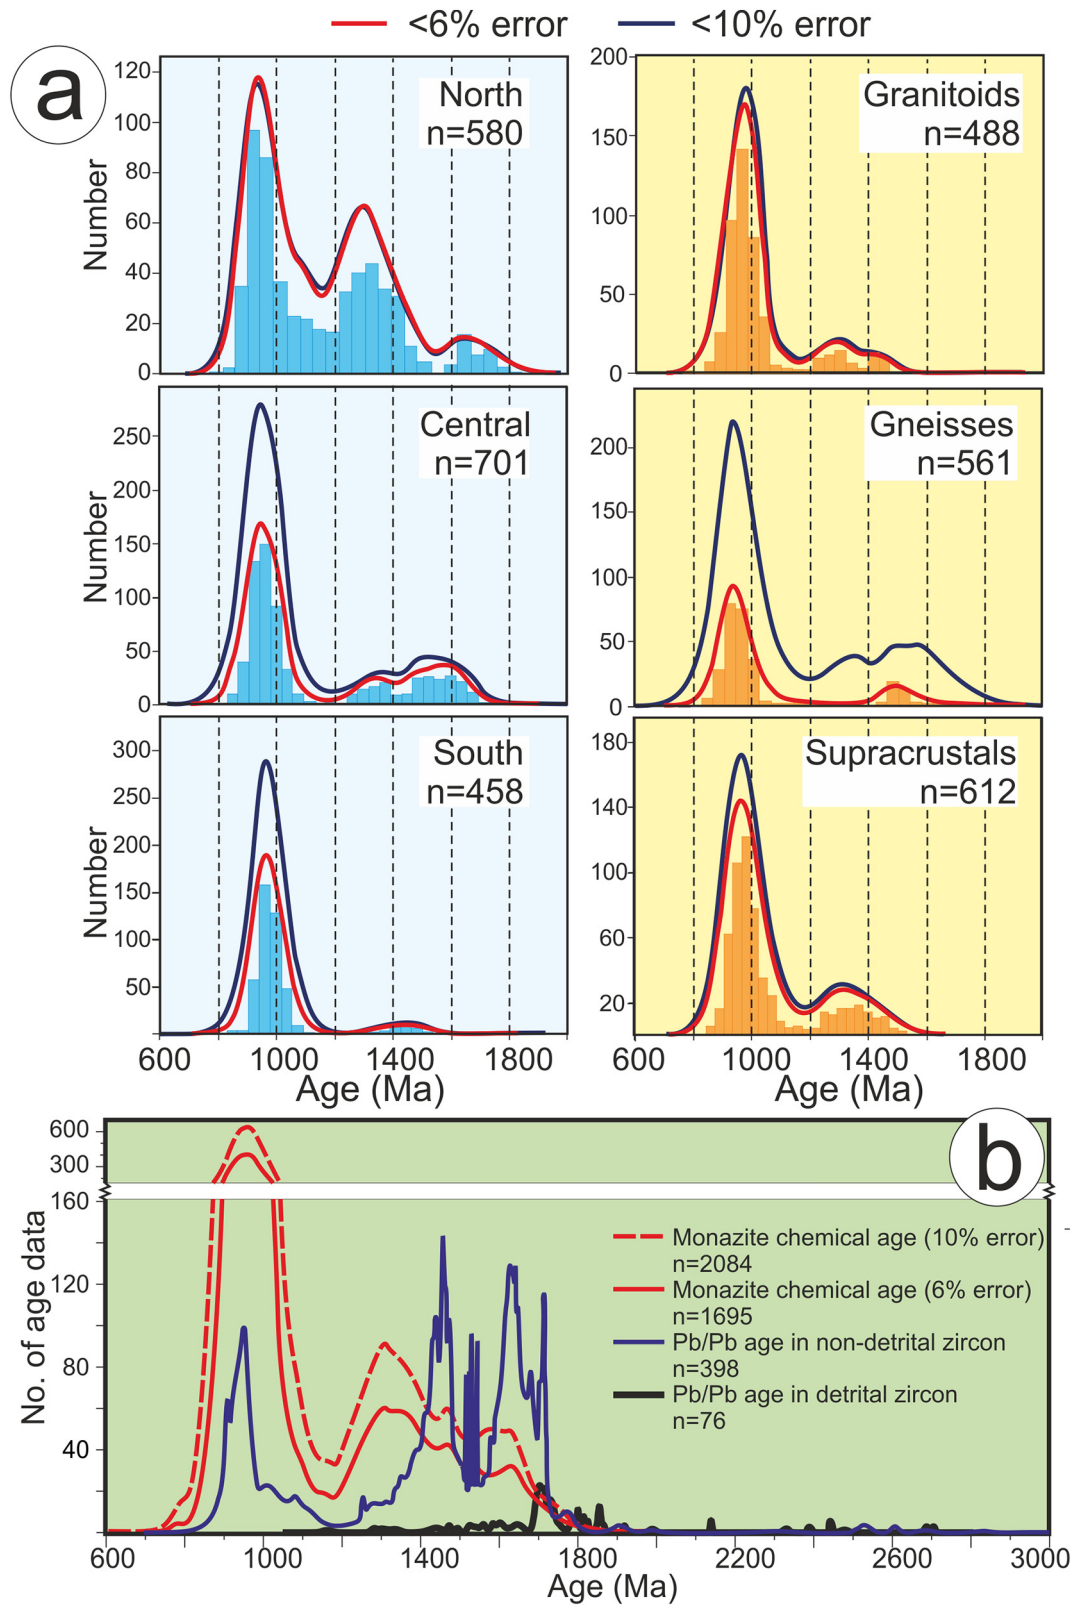 <6% error <10% error
a
North
n=580
Number
120
100
80
60
40
20
0
Granitoids
n=488
200
150
100
50
0
Central
n=701
Number
250
200
150
100
50
0
Gneisses
n=561
200
150
100
50
0
South
n=458
Number
300
250
200
150
100
50
600 1000 1400 1800
Age (Ma)
Supracrustals
n=612
180
140
100
60
20
600 1000 1400 1800
Age (Ma)
b
600
300
160
120
80
40
No. of age data
Monazite chemical age (10% error)
n=2084
Monazite chemical age (6% error)
n=1695
Pb/Pb age in non-detrital zircon
n=398
Pb/Pb age in detrital zircon
n=76
600 1000 1400 1800 2200 2600 3000
Age (Ma)